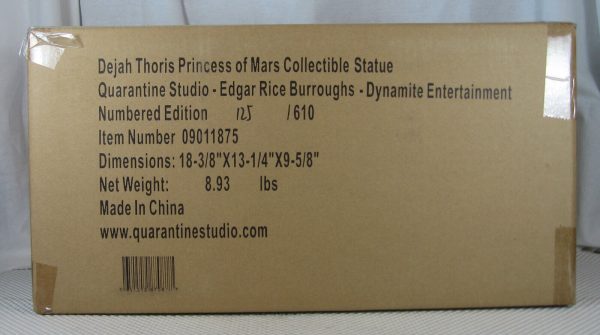 Dejah Thoris Princess of Mars Collectible Statue
Quarantine Studio - Edgar Rice Burroughs - Dynamite Entertainment
Numbered Edition 125 /610
Item Number 09011875
Dimensions: 18-3/8"X13-1/4"X9-5/8"
Net Weight: 8.93 lbs
Made In China
www.quarantinestudio.com